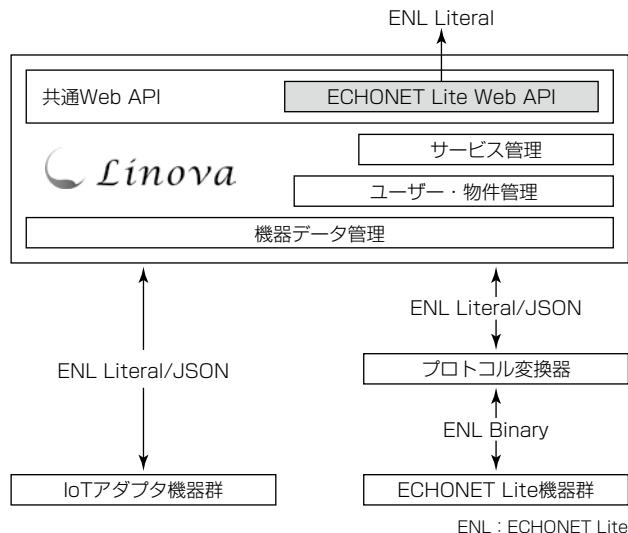 ENL Literal
共通Web API
ECHONET Lite Web API
Linova
サービス管理
ユーザー・物件管理
機器データ管理
ENL Literal/JSON
ENL Literal/JSON
プロトコル変換器
ENL Binary
IoTアダプタ機器群
ECHONET Lite機器群
ENL：ECHONET Lite